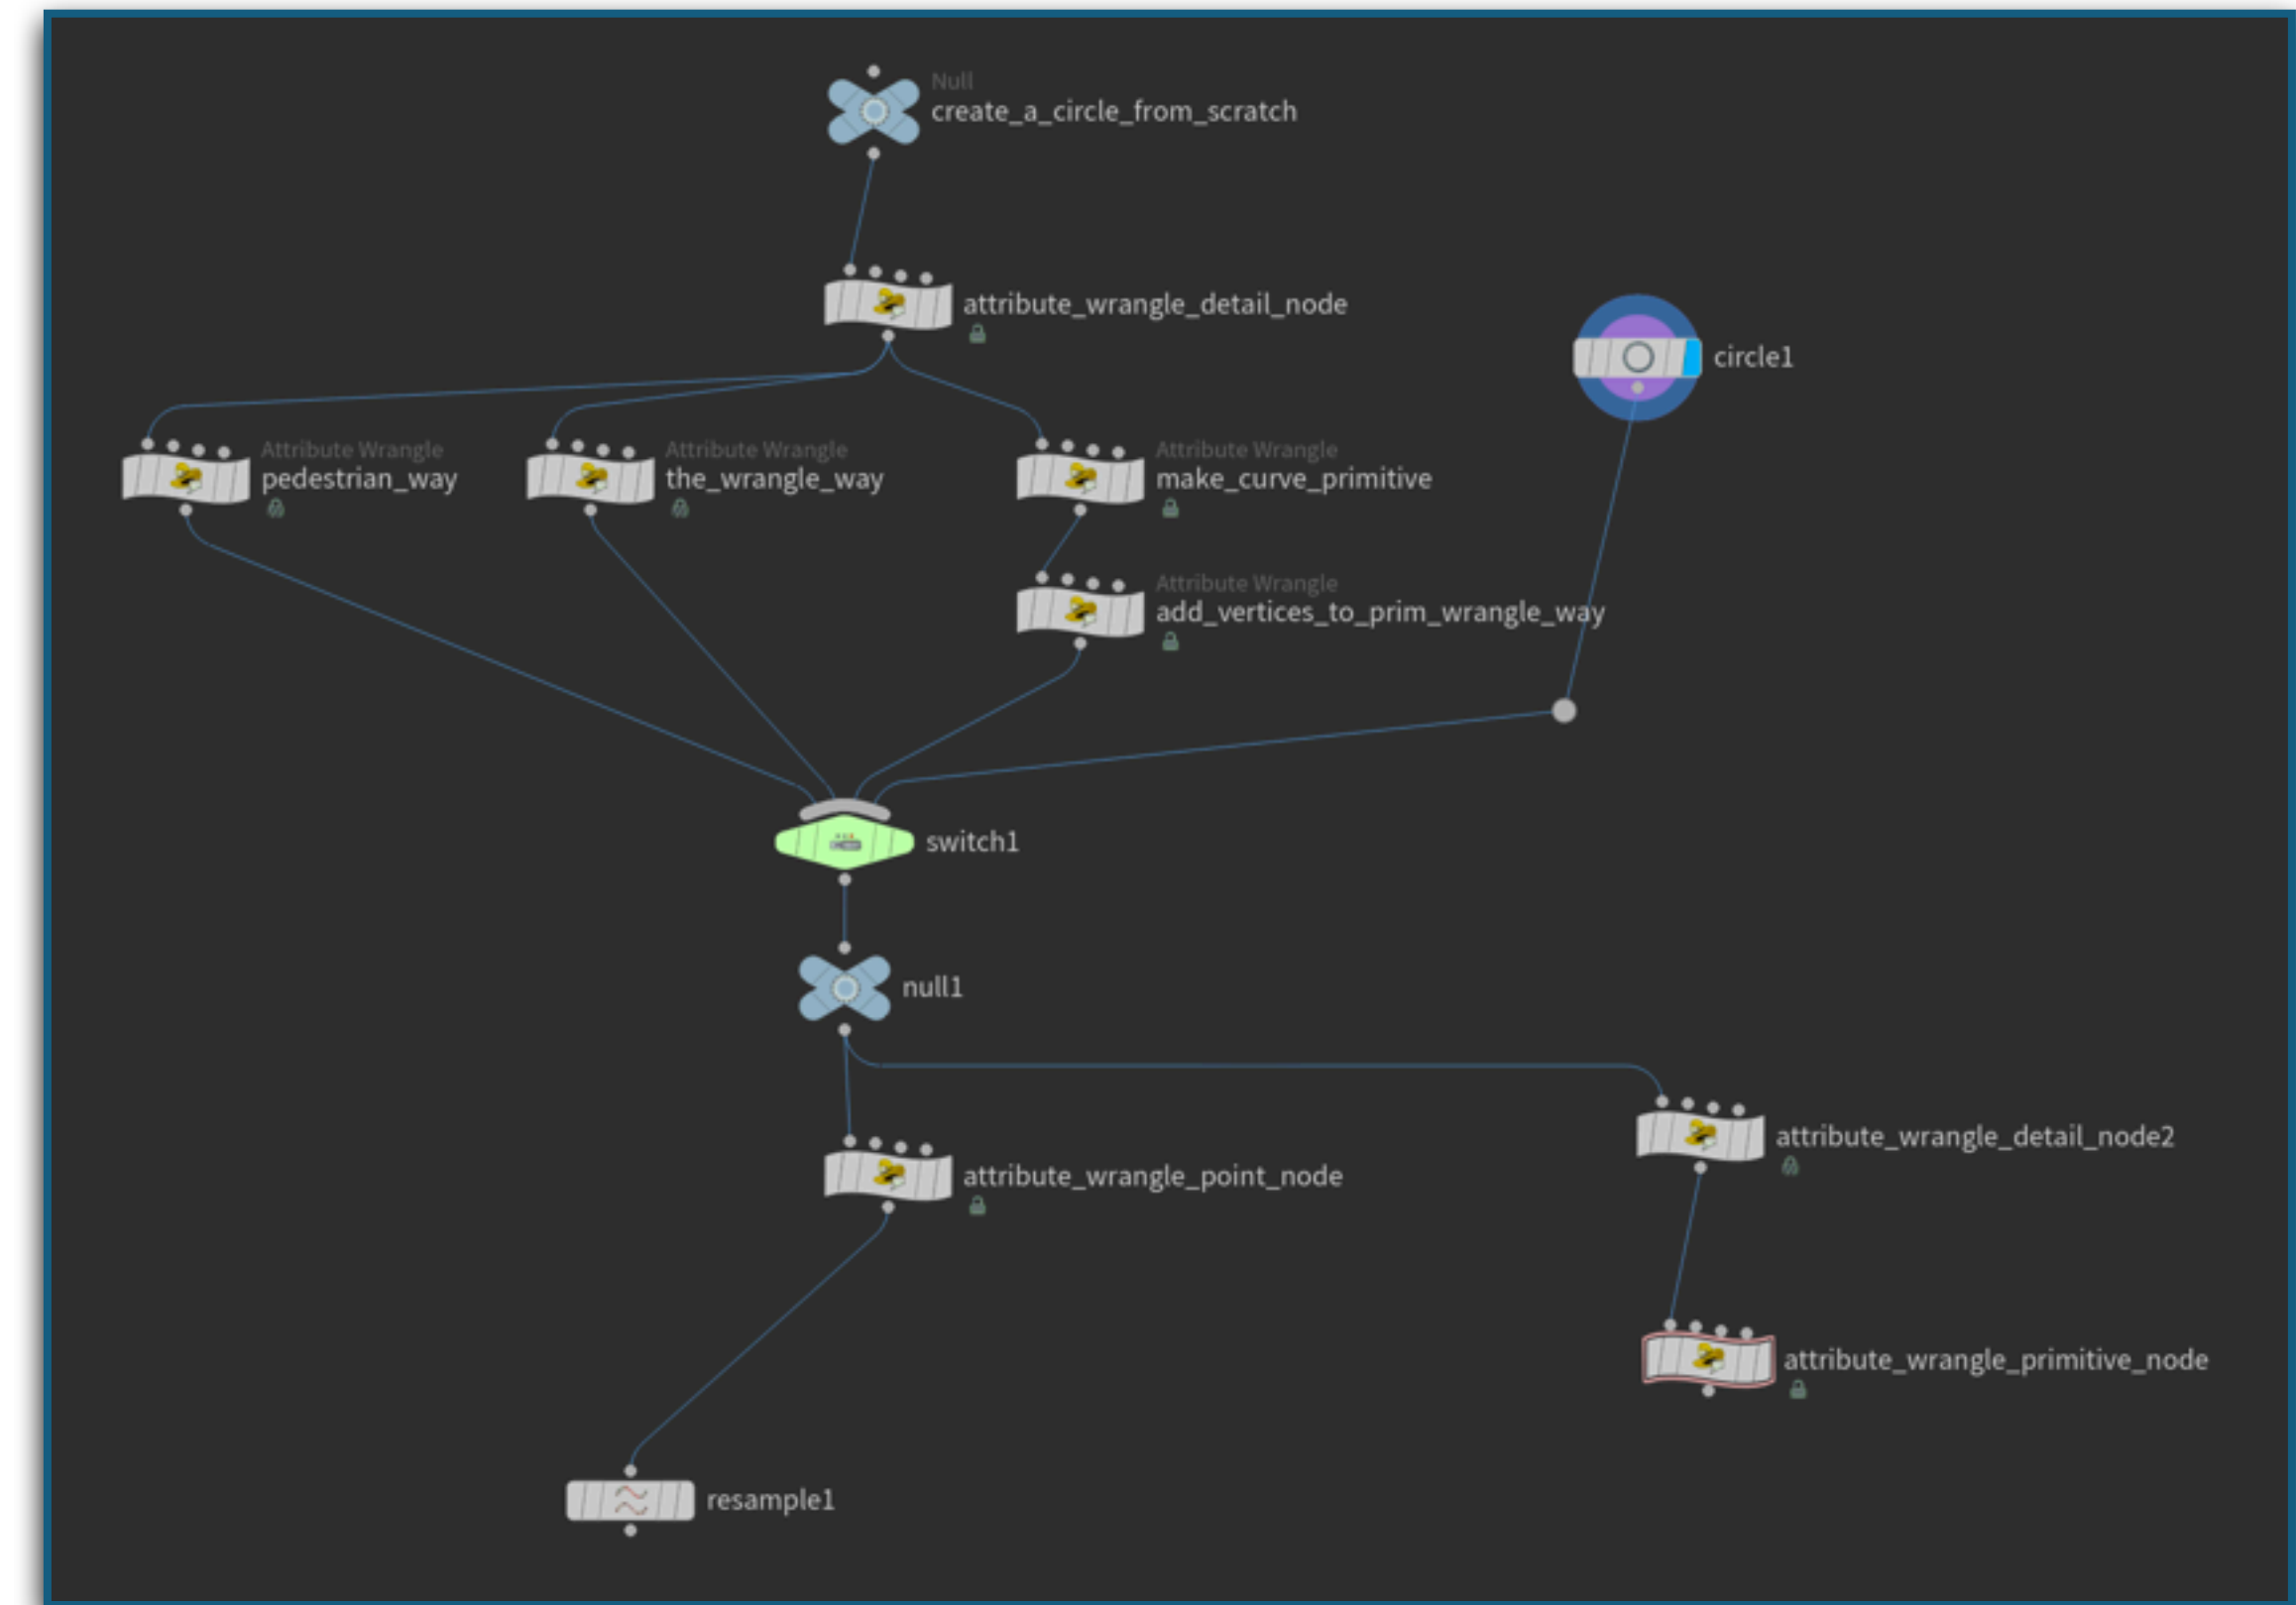 Null
create_a_circle_from_scratch
attribute_wrangle_detail_node
circle1
Attribute Wrangle
pedestrian_way
Attribute Wrangle
the_wrangle_way
Attribute Wrangle
make_curve_primitive
Attribute Wrangle
add_vertices_to_prim_wrangle_way
switch1
null1
attribute_wrangle_detail_node2
attribute_wrangle_point_node
attribute_wrangle_primitive_node
resample1